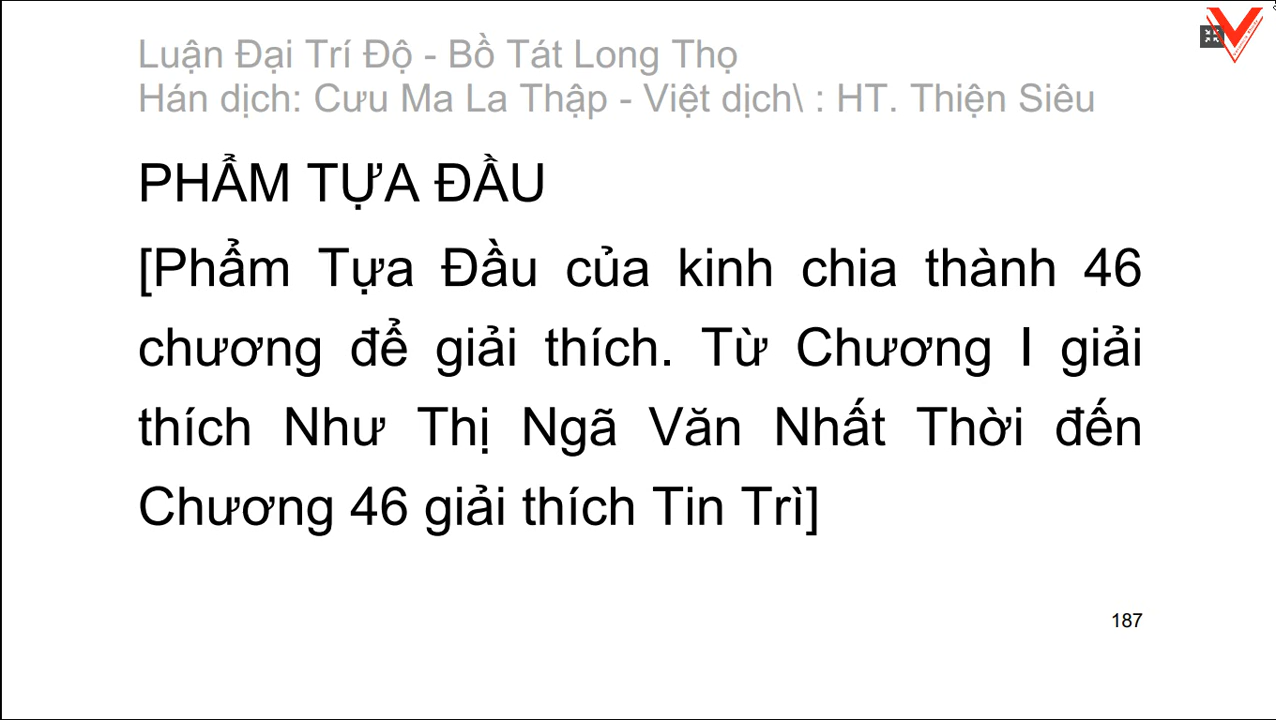 Luận Đại Trí Độ - Bồ Tát Long Thọ
Hán dịch: Cưu Ma La Thập - Việt dịch\ : HT. Thiện Siêu
PHẨM TỰA ĐẦU
[Phẩm Tựa Đầu của kinh chia thành 46
chương để giải thích. Từ Chương I giải
thích Như Thị Ngã Văn Nhất Thời đến
Chương 46 giải thích Tin Trì]
187